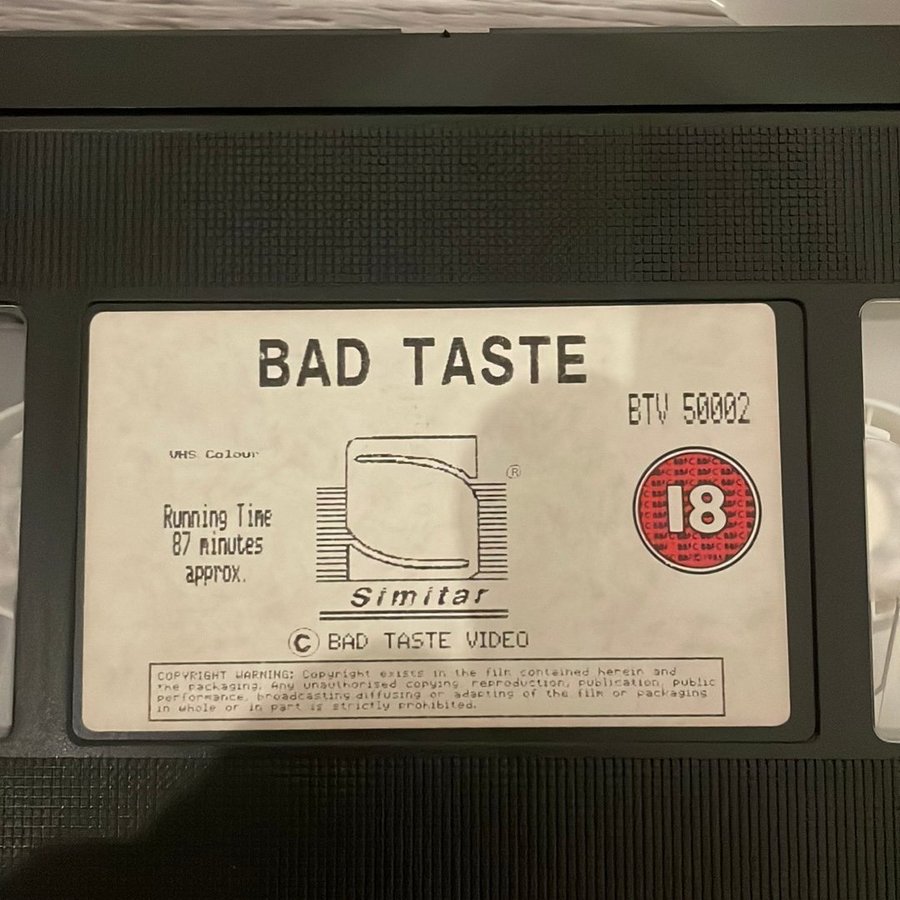 BAD TASTE
BTV 50002
VHS Colour
®
18
Running Time
87 minutes
approx.
Simitar
© BAD TASTE VIDEO
COPYRIGHT WARNING: Copyright exists in the film contained herein and
the packaging. Any unauthorised copying, reproduction, publication, public
performance, broadcasting diffusing or adapting of the film or packaging
in whole or in part is strictly prohibited.